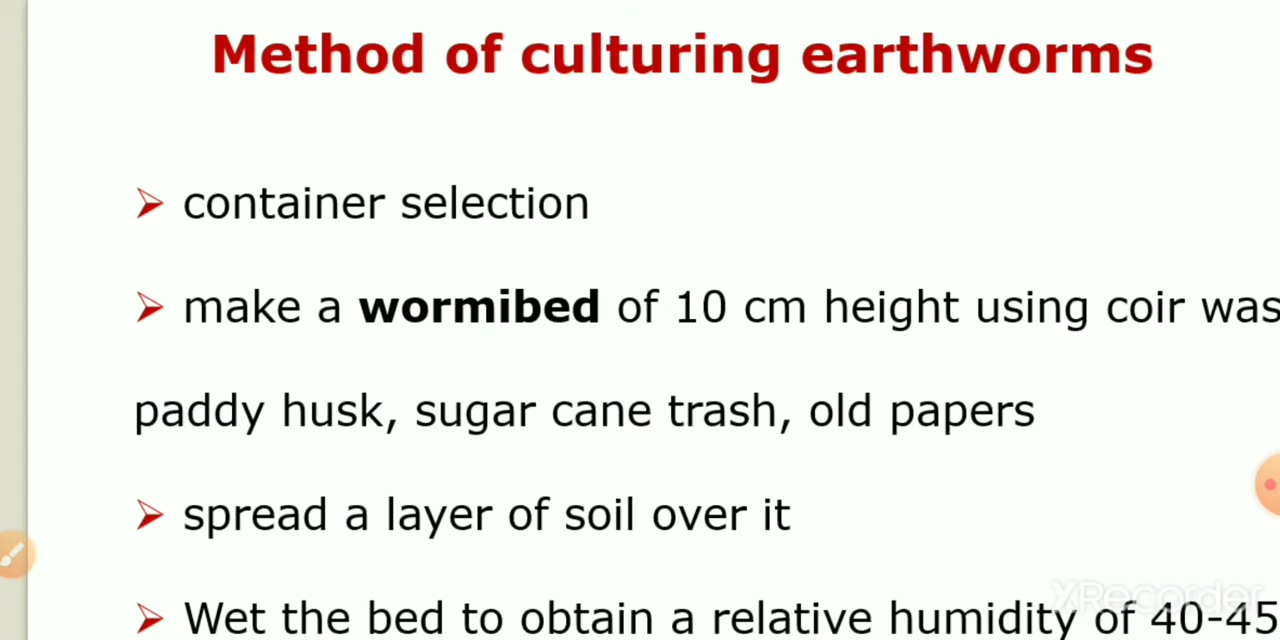 Method of culturing earthworms
➢ container selection
➢ make a wormibed of 10 cm height using coir was
paddy husk, sugar cane trash, old papers
➢ spread a layer of soil over it
➢ Wet the bed to obtain a relative humidity of 40-45
XRecorder